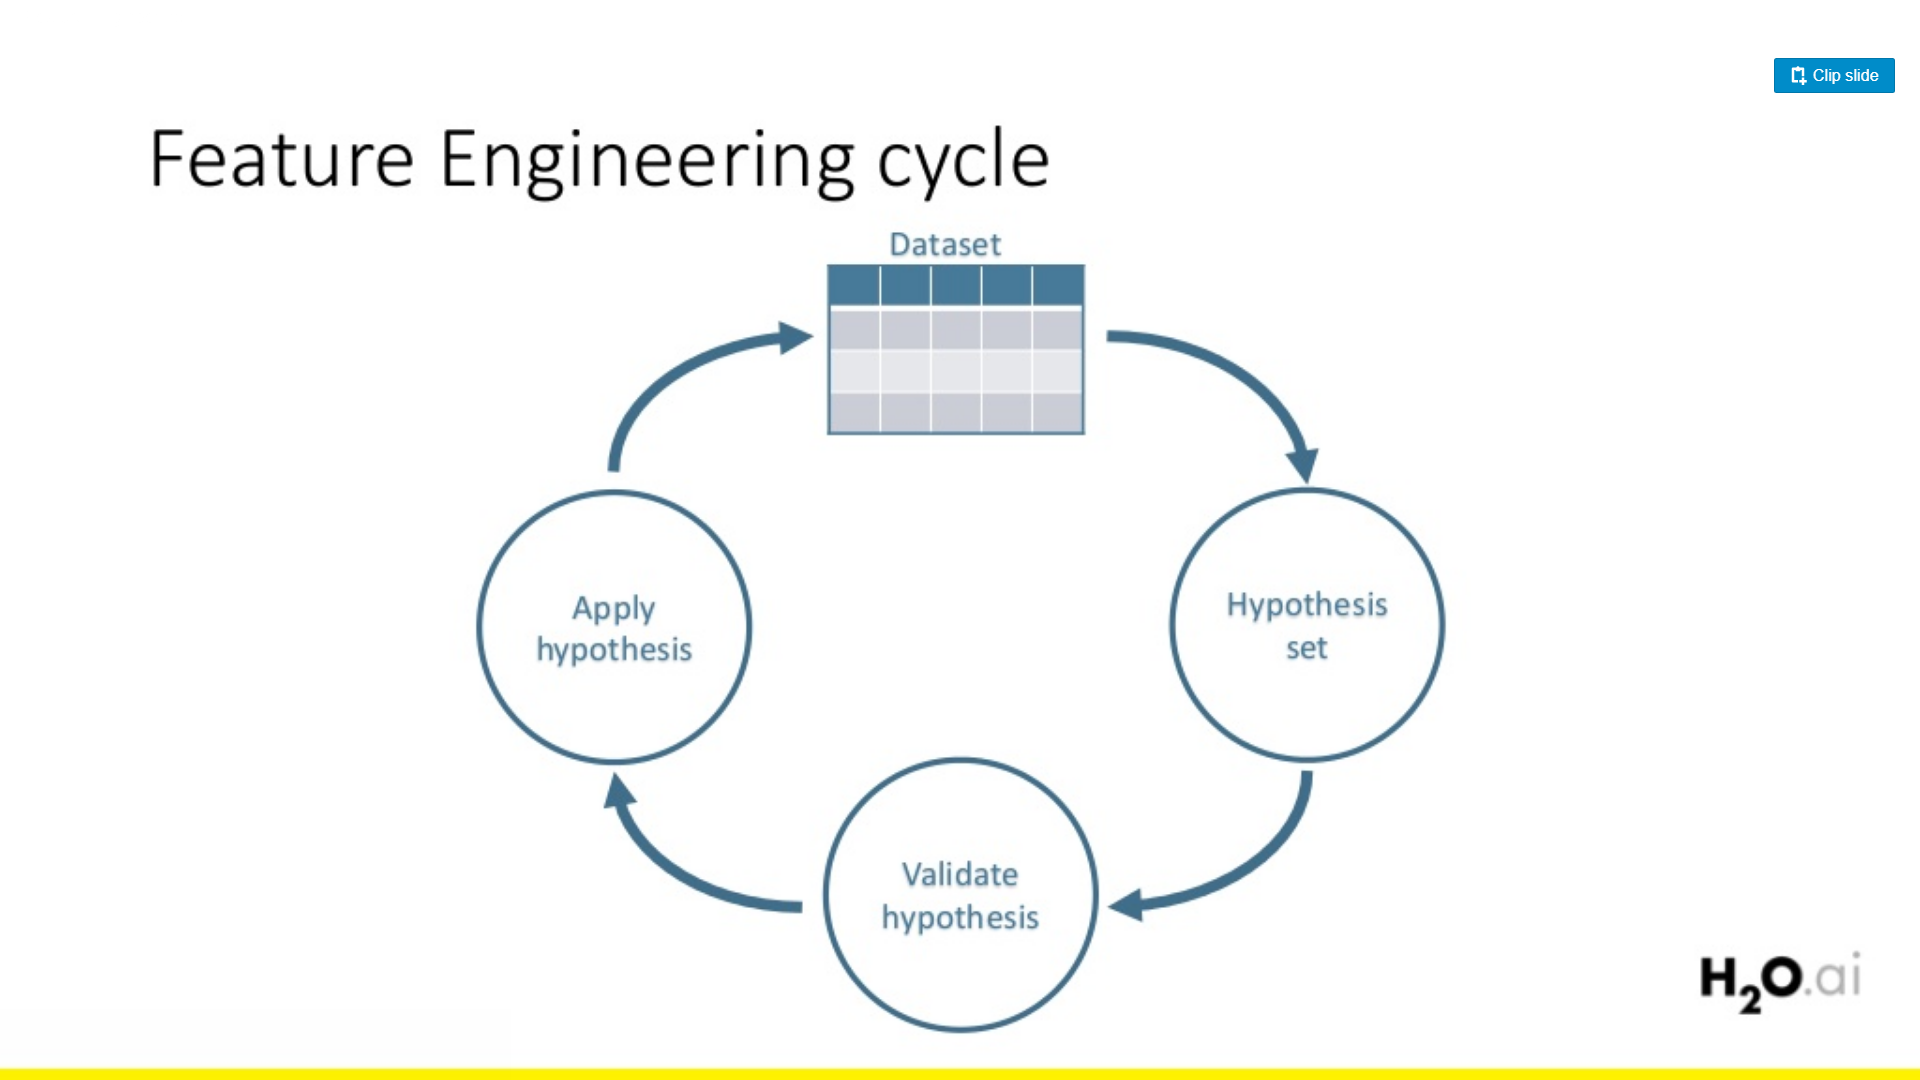 Clip slide
Feature Engineering cycle
Dataset
Apply
hypothesis
Hypothesis
set
Validate
hypothesis
H2O.ai